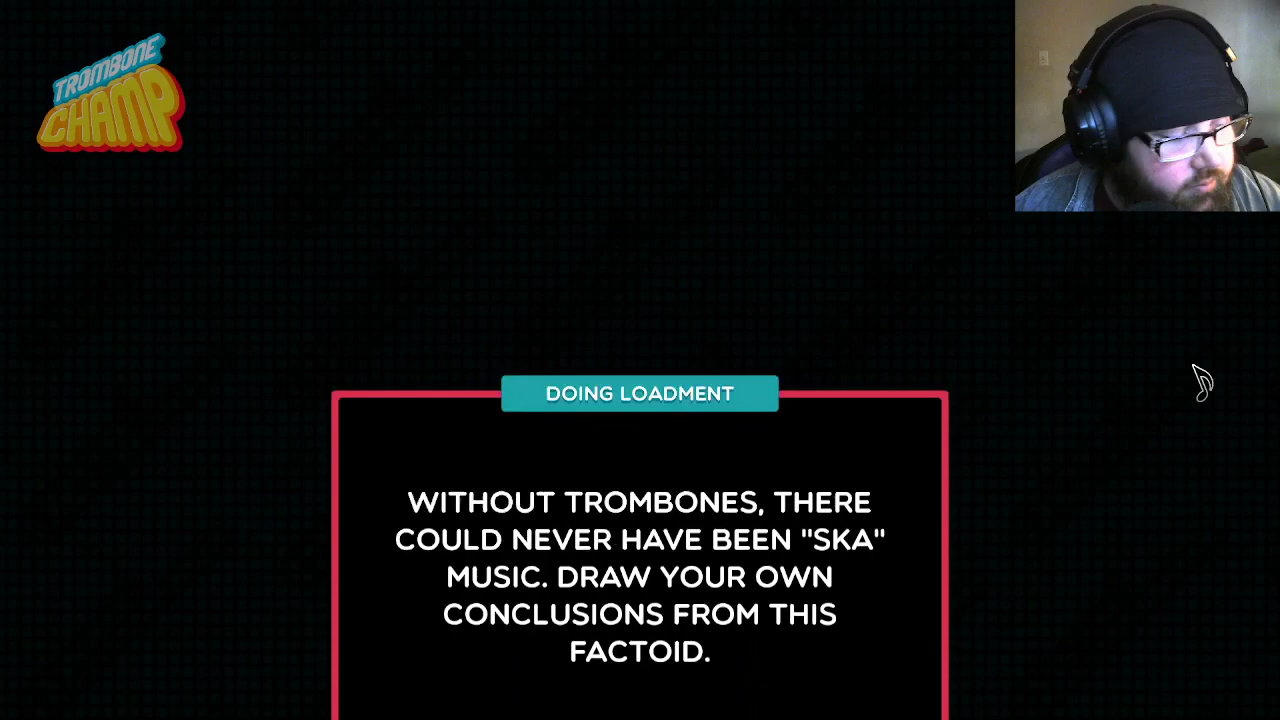 TROMBONE
CHAMP
DOING LOADMENT
WITHOUT TROMBONES, THERE
COULD NEVER HAVE BEEN "SKA"
MUSIC. DRAW YOUR OWN
CONCLUSIONS FROM THIS
FACTOID.